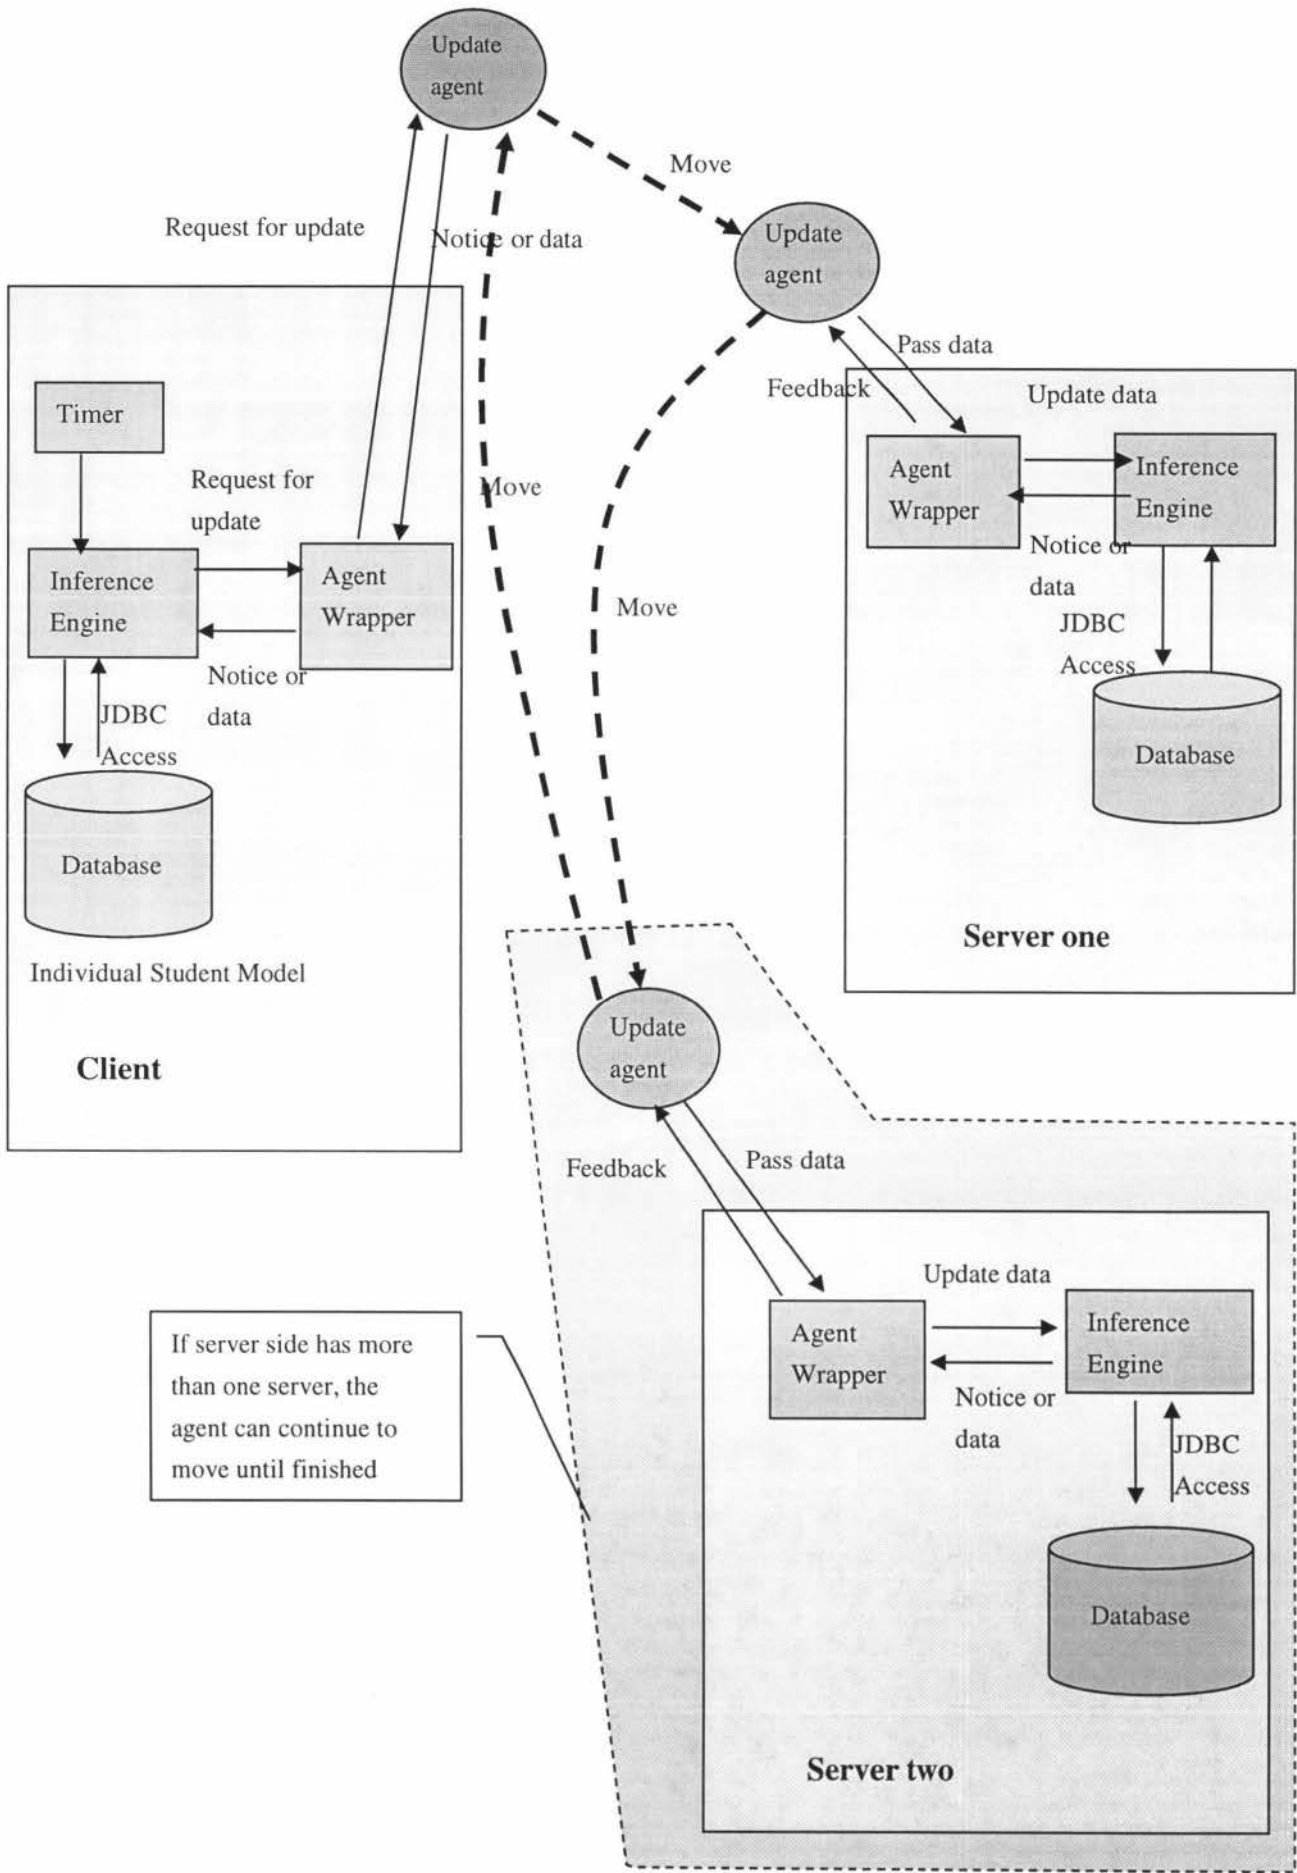 Update
agent
Move
Request for update
Notice or data
Update
agent
Pass data
Feedback
Update data
Timer
Request for
update
Move
Agent
Wrapper
Inference
Engine
Notice or
data
JDBC
Access
Database
Inference
Engine
Agent
Wrapper
Notice or
data
JDBC
Access
Database
Individual Student Model
Client
Move
Server one
Update
agent
Feedback
Pass data
Update data
Agent
Wrapper
Inference
Engine
Notice or
data
JDBC
Access
Database
Server two
If server side has more
than one server, the
agent can continue to
move until finished